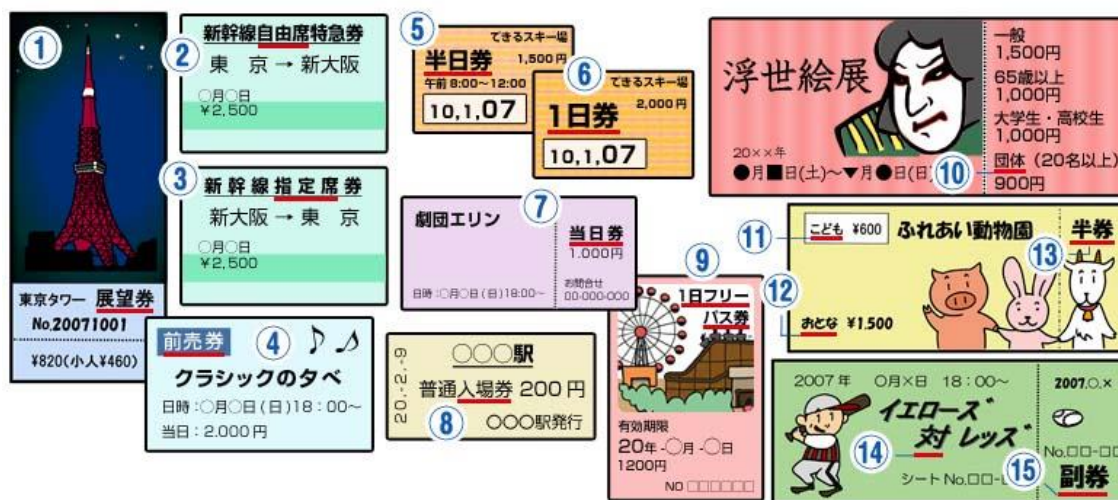 ①
東京タワー 展望券
No.20071001
¥820(小人¥460)
②
新幹線自由席特急券
東 京 → 新大阪
○月○日
¥2,500
③
新幹線指定席券
新大阪 → 東 京
○月○日
¥2,500
④
前売券
クラシックの夕べ
日時:○月○日(日)18:00~
当日:2.000円
⑤
できるスキー場
半日券 1,500円
午前8:00~12:00
10,1,07
⑥
できるスキー場
2,000円
1日券
10,1,07
⑦
劇団エリン
日時:○月○日(日)18:00~
当日券
1.000円
お問合せ
00-000-000
⑧
20.-2.-9
○○○駅
普通入場券 200円
○○○駅発行
⑨
1日フリー
パス券
有効期限
20年-○月-○日
1200円
NO □□□□□□
⑩
浮世絵展
20××年
●月■日(土)~▼月●日(日)
一般
1,500円
65歳以上
1,000円
大学生・高校生
1,000円
団体(20名以上)
900円
⑪
こども ¥600
ふれあい動物園
⑫
おとな ¥1.500
⑬
半券
⑭
2007年 ○月×日 18:00~
イエローズ
対 レッズ
シートNo.□□-□
⑮
2007.○.×
No.□□-□□
副券